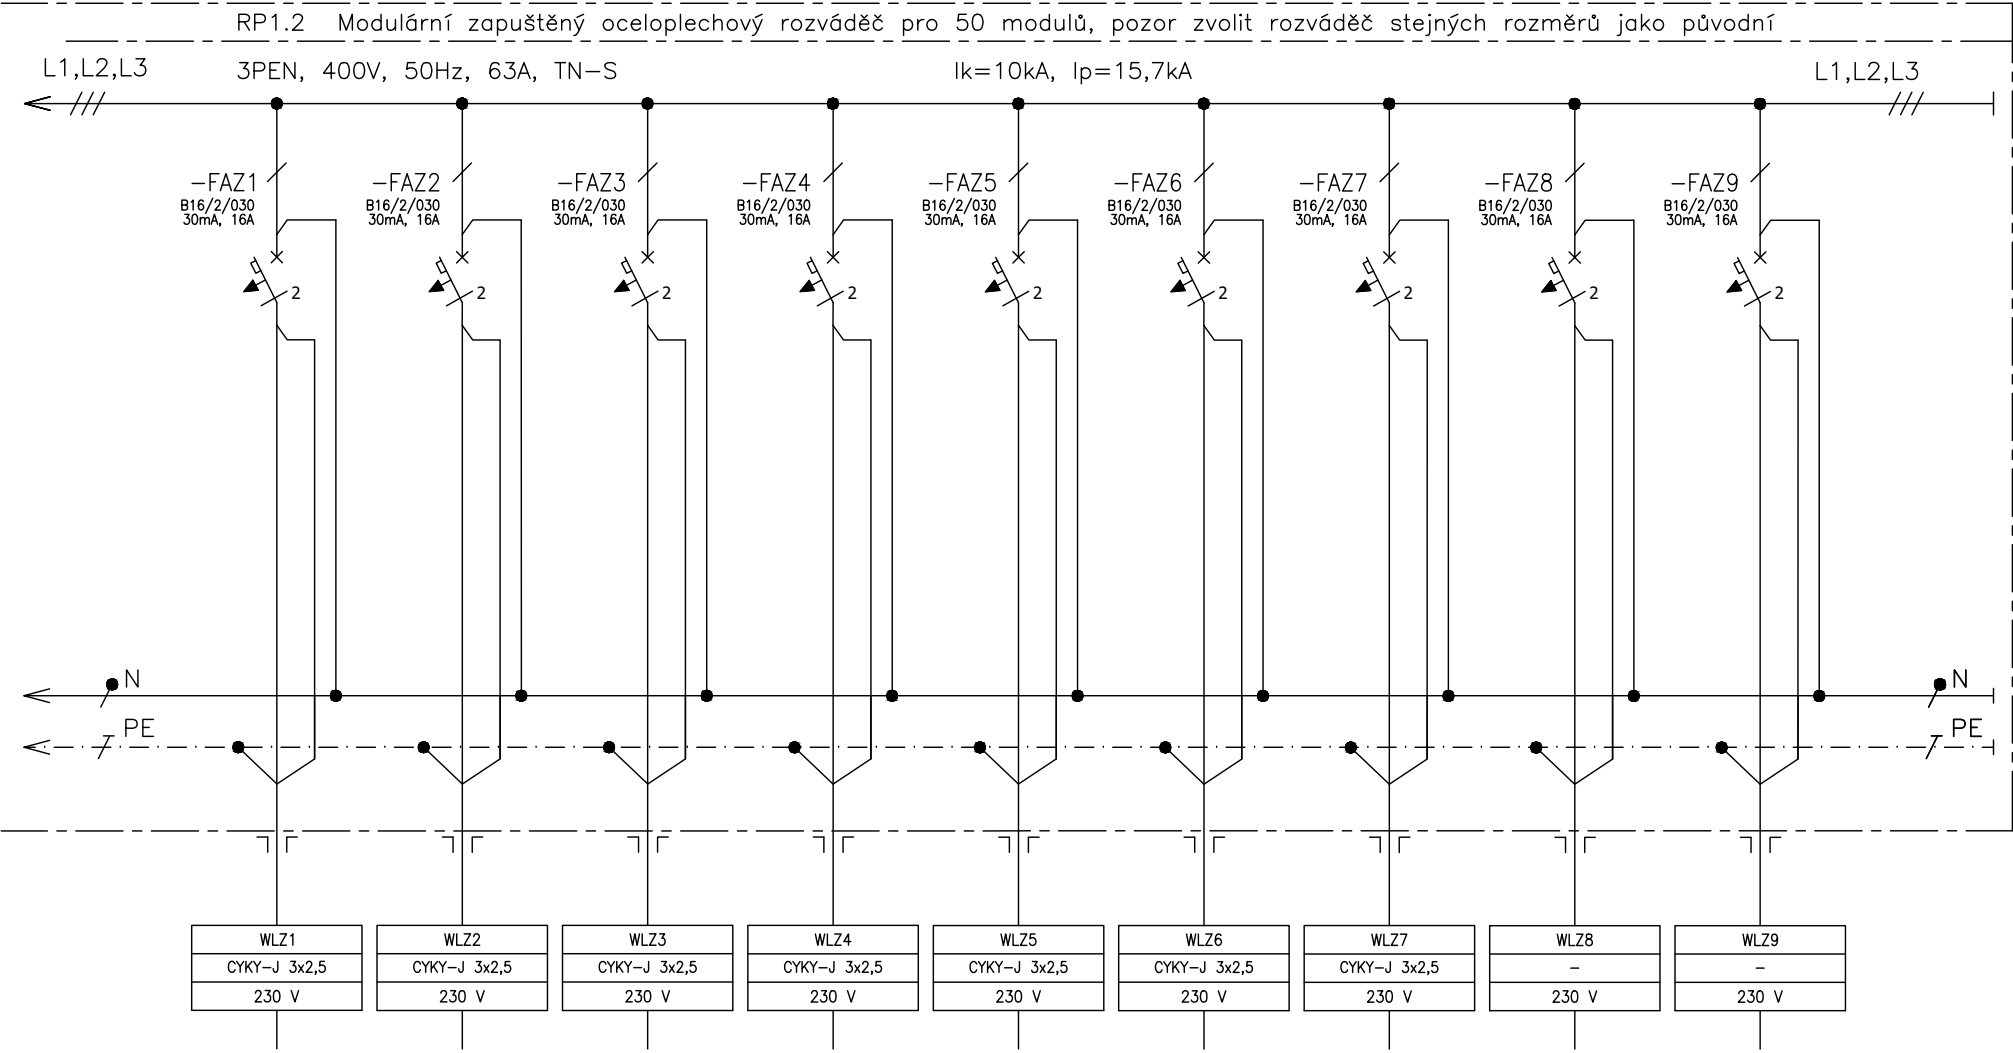 RP1.2 Modulární zapuštěný oceloplechový rozváděč pro 50 modulů, pozor zvolit rozváděč stejných rozměrů jako původní
L1,L2,L3 3PEN, 400V, 50Hz, 63A, TN-S Ik=10kA, Ip=15,7kA L1,L2,L3
-FAZ1 -FAZ2 -FAZ3 -FAZ4 -FAZ5 -FAZ6 -FAZ7 -FAZ8 -FAZ9
B16/2/030 B16/2/030 B16/2/030 B16/2/030 B16/2/030 B16/2/030 B16/2/030 B16/2/030 B16/2/030
30mA, 16A 30mA, 16A 30mA, 16A 30mA, 16A 30mA, 16A 30mA, 16A 30mA, 16A 30mA, 16A 30mA, 16A
2 2 2 2 2 2 2 2 2
N N
PE PE
WLZ1 WLZ2 WLZ3 WLZ4 WLZ5 WLZ6 WLZ7 WLZ8 WLZ9
CYKY-J 3x2,5 CYKY-J 3x2,5 CYKY-J 3x2,5 CYKY-J 3x2,5 CYKY-J 3x2,5 CYKY-J 3x2,5 CYKY-J 3x2,5 - -
230 V 230 V 230 V 230 V 230 V 230 V 230 V 230 V 230 V